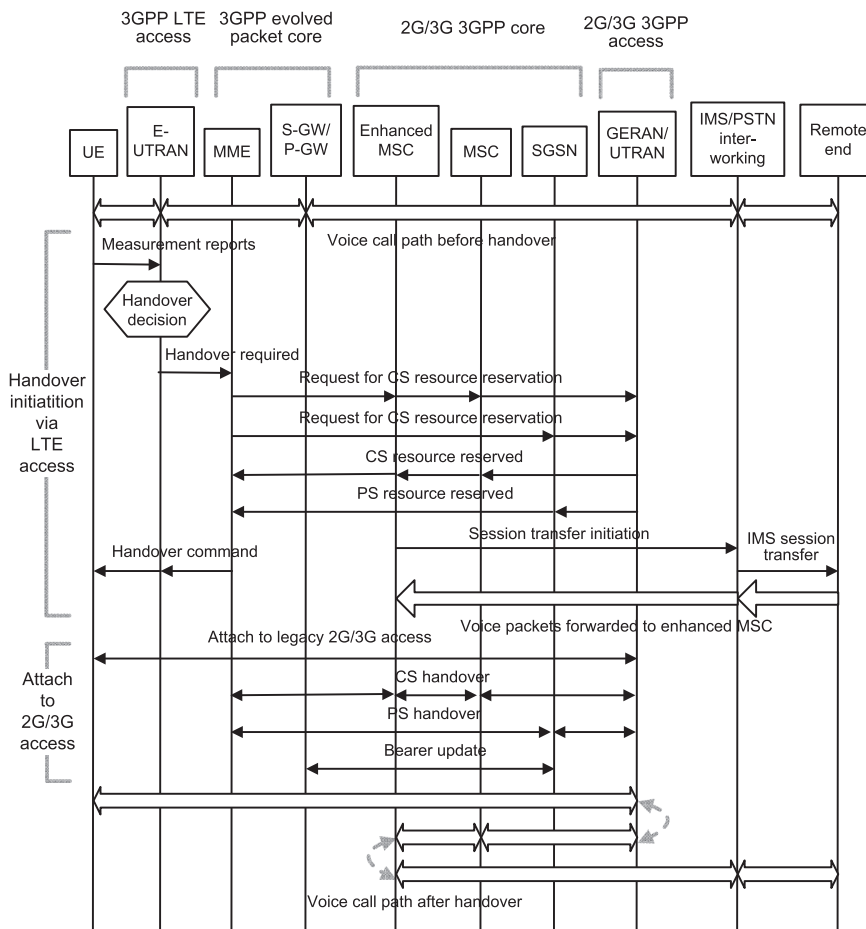 3GPP LTE
access
3GPP evolved
packet core
2G/3G 3GPP core
2G/3G 3GPP
access
UE
E-
UTRAN
MME
S-GW/
P-GW
Enhanced
MSC
MSC
SGSN
GERAN/
UTRAN
IMS/PSTN
inter-
working
Remote
end
Voice call path before handover
Measurement reports
Handover
decision
Handover required
Request for CS resource reservation
Request for CS resource reservation
CS resource reserved
PS resource reserved
Session transfer initiation
IMS session
transfer
Handover command
Voice packets forwarded to enhanced MSC
Handover
initiatition
via
LTE
access
Attach to legacy 2G/3G access
CS handover
PS handover
Bearer update
Attach
to
2G/3G
access
Voice call path after handover